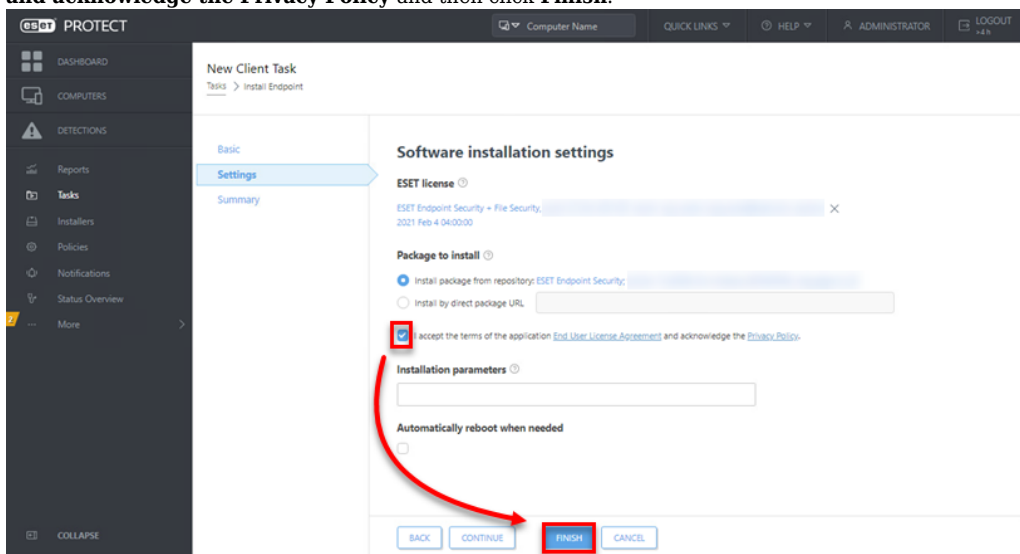 and acknowledge the Privacy Policy and then click Finish.
eset PROTECT
Computer Name
QUICK LINKS
HELP
ADMINISTRATOR
LOGOUT
>4 h
DASHBOARD
COMPUTERS
DETECTIONS
Reports
Tasks
Installers
Policies
Notifications
Status Overview
2
More
COLLAPSE
New Client Task
Tasks > Install Endpoint
Basic
Settings
Summary
Software installation settings
ESET license
ESET Endpoint Security + File Security,
2021 Feb 4 04:00:00
Package to install
Install package from repository: ESET Endpoint Security;
Install by direct package URL
I accept the terms of the application End User License Agreement and acknowledge the Privacy Policy.
Installation parameters
Automatically reboot when needed
BACK
CONTINUE
FINISH
CANCEL